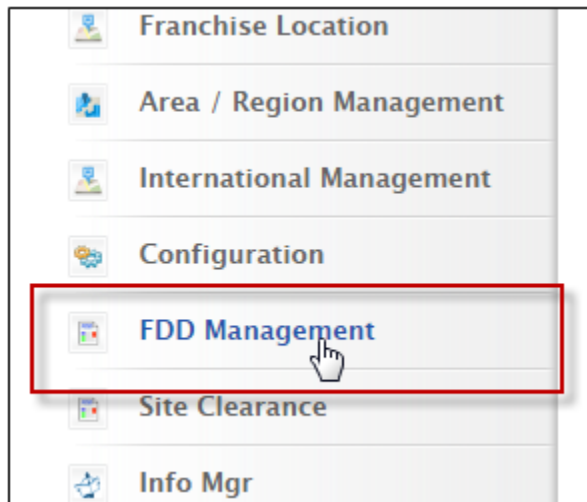 Franchise Location
Area / Region Management
International Management
Configuration
FDD Management
Site Clearance
Info Mgr